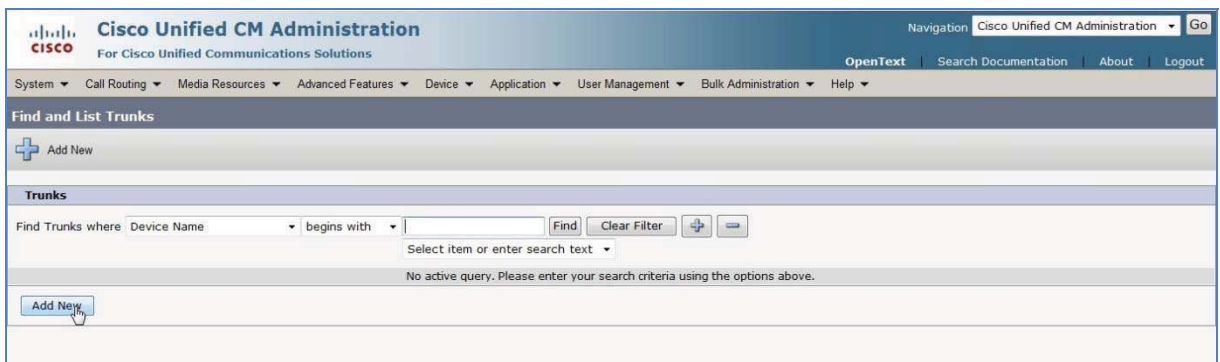 Cisco Unified CM Administration
For Cisco Unified Communications Solutions
CISCO
Navigation Cisco Unified CM Administration Go
OpenText Search Documentation About Logout
System Call Routing Media Resources Advanced Features Device Application User Management Bulk Administration Help
Find and List Trunks
Add New
Trunks
Find Trunks where Device Name begins with Find Clear Filter
Select item or enter search text
No active query. Please enter your search criteria using the options above.
Add New